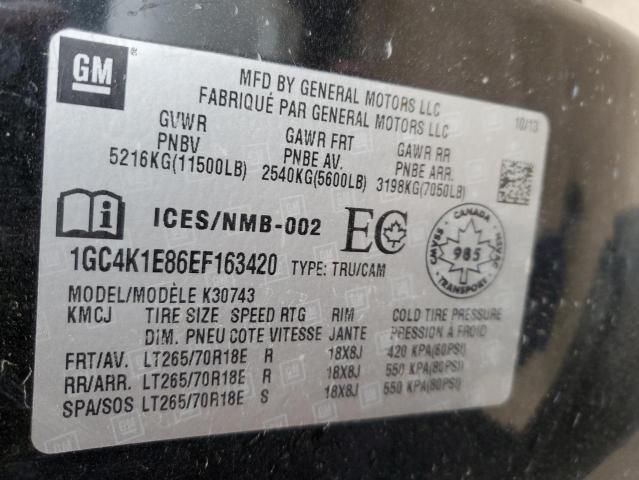 GM
MFD BY GENERAL MOTORS LLC
FABRIQUÉ PAR GENERAL MOTORS LLC
10/13
GVWR GAWR FRT GAWR RR
PNBV PNBE AV. PNBE ARR.
5216KG(11500LB) 2540KG(5600LB) 3198KG(7050LB)
ICES/NMB-002 EC
CANADA
985
TRANSPORT
1GC4K1E86EF163420 TYPE: TRU/CAM
MODEL/MODÈLE K30743
KMCJ TIRE SIZE SPEED RTG RIM COLD TIRE PRESSURE
DIM. PNEU COTE VITESSE JANTE PRESSION À FROID
FRT/AV. LT265/70R18E R 18X8J 420 KPA(60PSI)
RR/ARR. LT265/70R18E R 18X8J 550 KPA(80PSI)
SPA/SOS LT265/70R18E S 18X8J 550 KPA(80PSI)